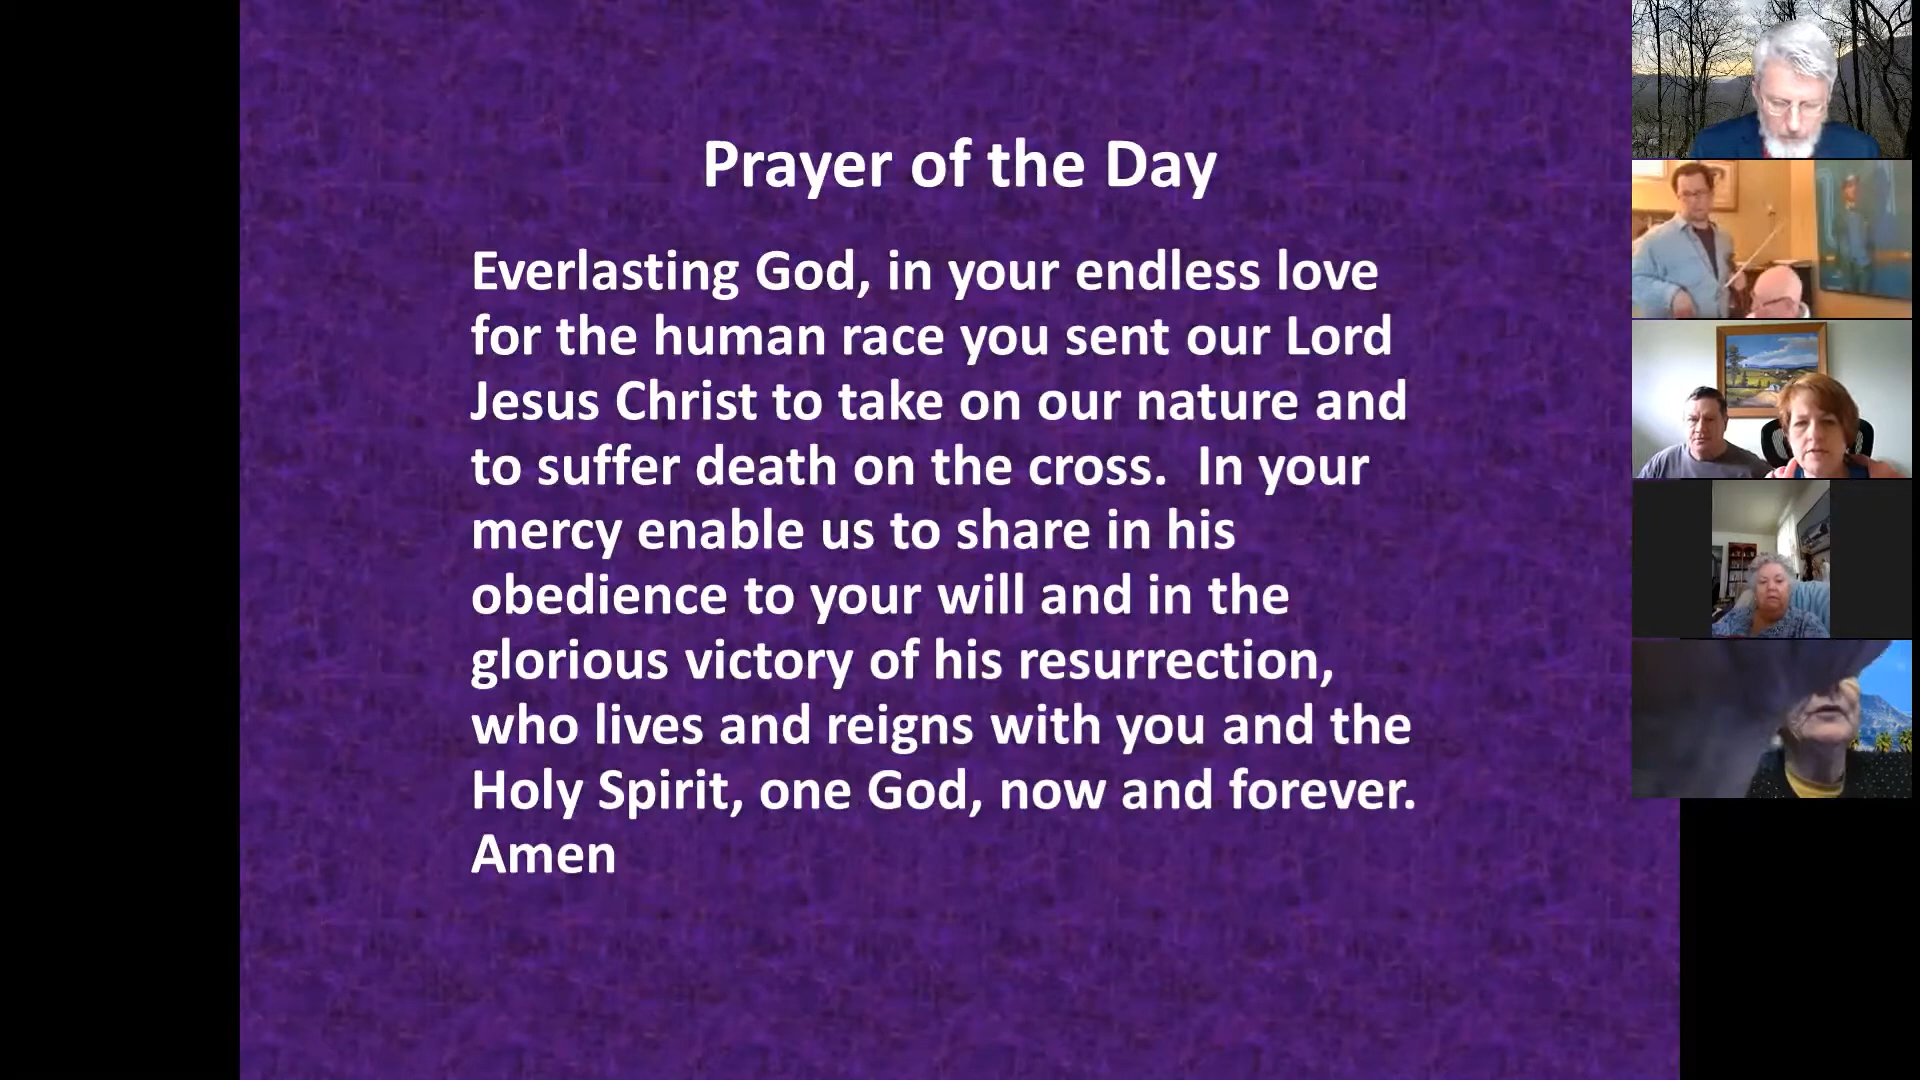 Prayer of the Day
Everlasting God, in your endless love
for the human race you sent our Lord
Jesus Christ to take on our nature and
to suffer death on the cross.  In your
mercy enable us to share in his
obedience to your will and in the
glorious victory of his resurrection,
who lives and reigns with you and the
Holy Spirit, one God, now and forever.
Amen